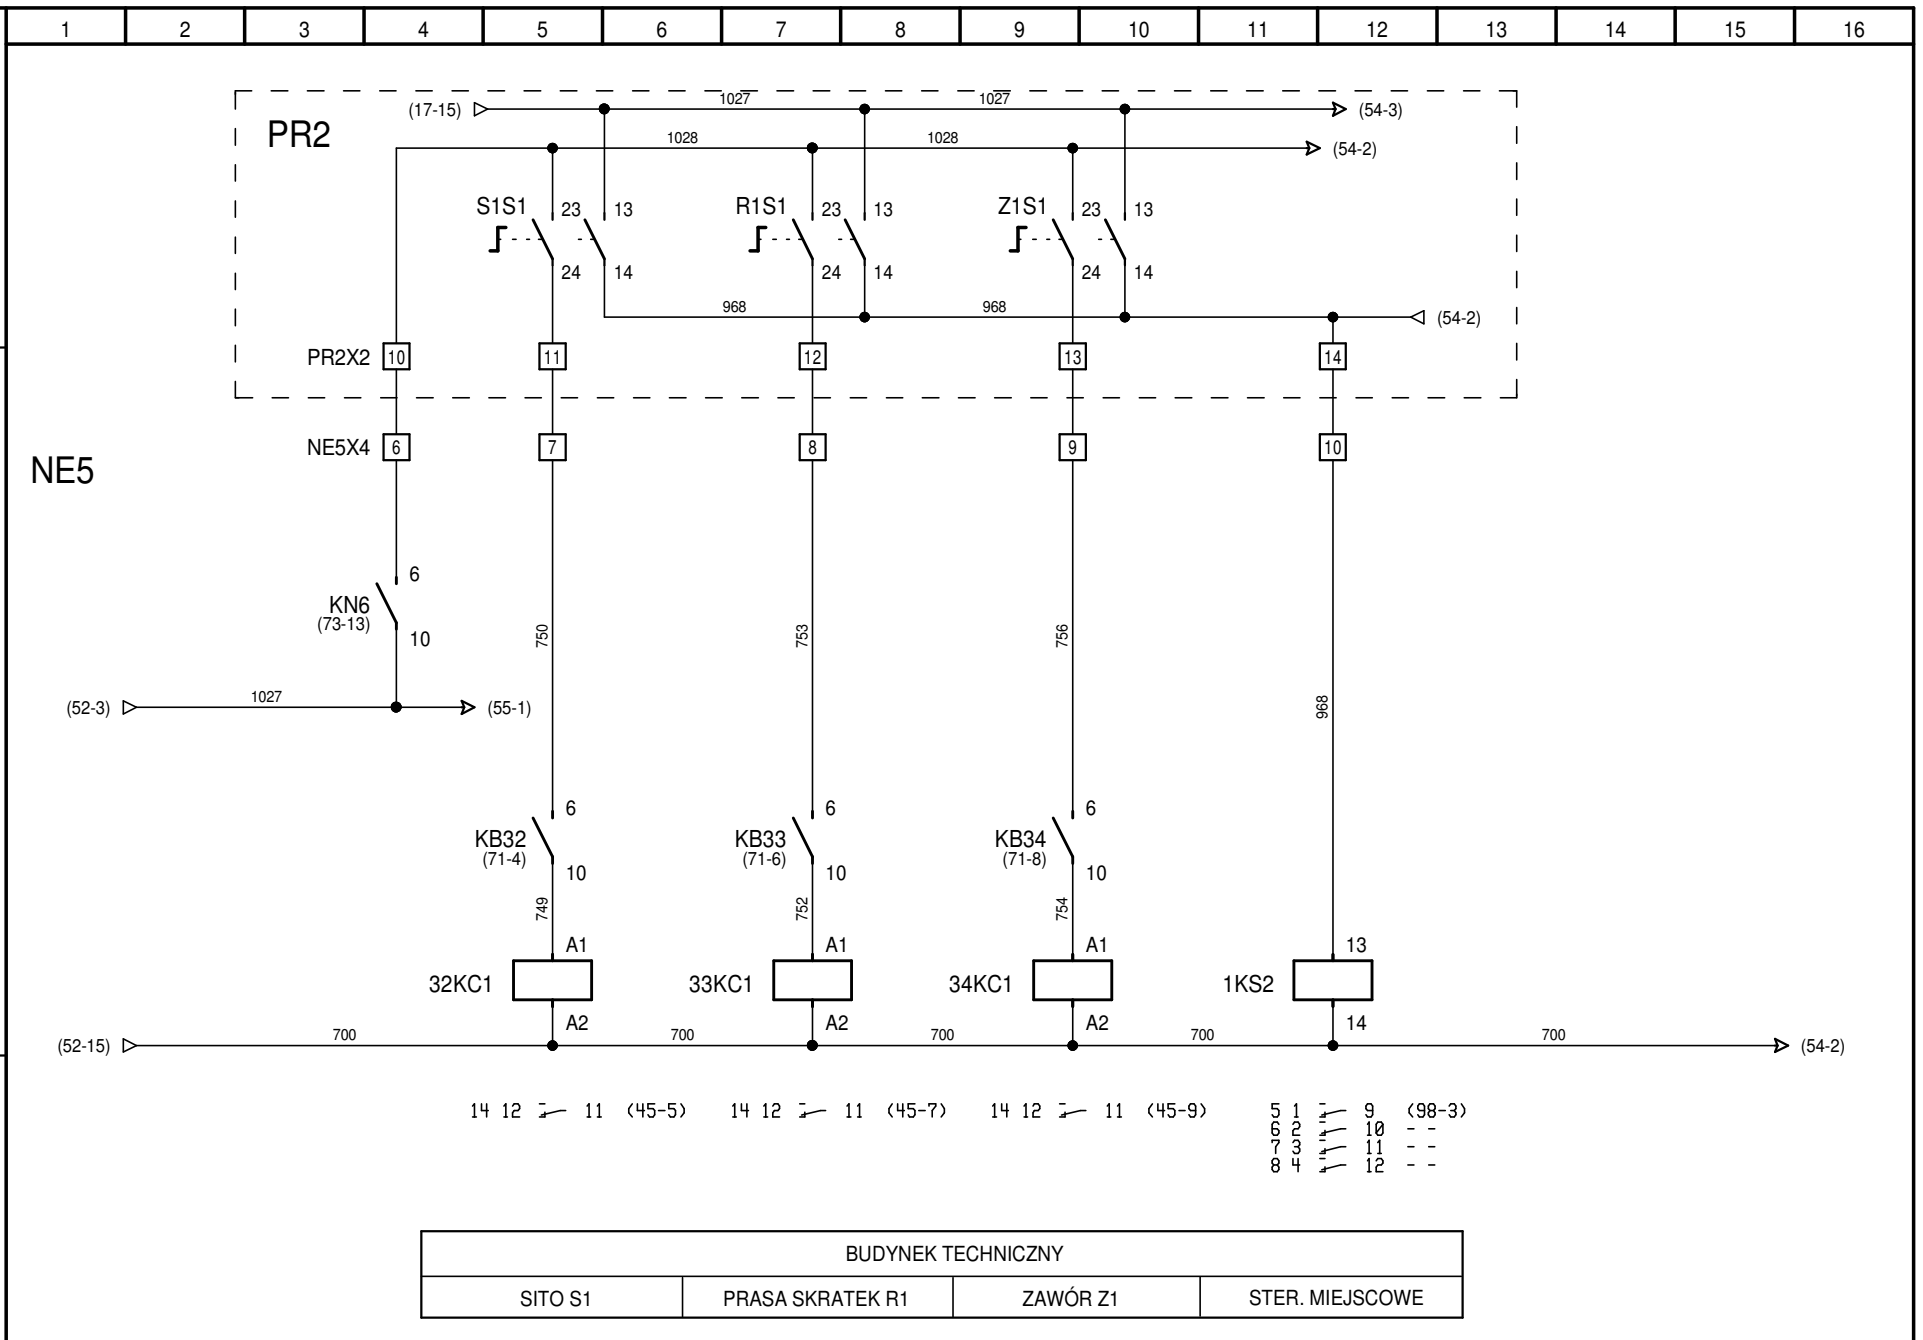 1 2 3 4 5 6 7 8 9 10 11 12 13 14 15 16
(17-15) 1027 1027 (54-3)
PR2
1028 1028 (54-2)
S1S1 23 13 R1S1 23 13 Z1S1 23 13
24 14 24 14 24 14
968 968 (54-2)
PR2X2 10 11 12 13 14
NE5X4 6 7 8 9 10
NE5
6
KN6
(73-13)
10
750 753 756
(52-3) 1027 (55-1) 968
6 6 6
KB32 KB33 KB34
(71-4) (71-6) (71-8)
10 10 10
749 752 754
A1 A1 A1 13
32KC1 33KC1 34KC1 1KS2
A2 A2 A2 14
(52-15) 700 700 700 700 700 (54-2)
14 12 11 (45-5) 14 12 11 (45-7) 14 12 11 (45-9) 5 1 9 (98-3)
6 2 10 - -
7 3 11 - -
8 4 12 - -
BUDYNEK TECHNICZNY
SITO S1 PRASA SKRATEK R1 ZAWÓR Z1 STER. MIEJSCOWE